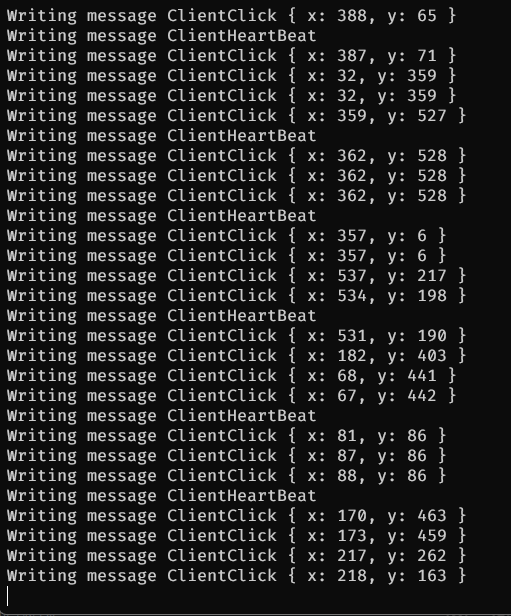 Writing message ClientClick { x: 388, y: 65 }
Writing message ClientHeartBeat
Writing message ClientClick { x: 387, y: 71 }
Writing message ClientClick { x: 32, y: 359 }
Writing message ClientClick { x: 32, y: 359 }
Writing message ClientClick { x: 359, y: 527 }
Writing message ClientHeartBeat
Writing message ClientClick { x: 362, y: 528 }
Writing message ClientClick { x: 362, y: 528 }
Writing message ClientClick { x: 362, y: 528 }
Writing message ClientHeartBeat
Writing message ClientClick { x: 357, y: 6 }
Writing message ClientClick { x: 357, y: 6 }
Writing message ClientClick { x: 537, y: 217 }
Writing message ClientClick { x: 534, y: 198 }
Writing message ClientHeartBeat
Writing message ClientClick { x: 531, y: 190 }
Writing message ClientClick { x: 182, y: 403 }
Writing message ClientClick { x: 68, y: 441 }
Writing message ClientClick { x: 67, y: 442 }
Writing message ClientHeartBeat
Writing message ClientClick { x: 81, y: 86 }
Writing message ClientClick { x: 87, y: 86 }
Writing message ClientClick { x: 88, y: 86 }
Writing message ClientHeartBeat
Writing message ClientClick { x: 170, y: 463 }
Writing message ClientClick { x: 173, y: 459 }
Writing message ClientClick { x: 217, y: 262 }
Writing message ClientClick { x: 218, y: 163 }